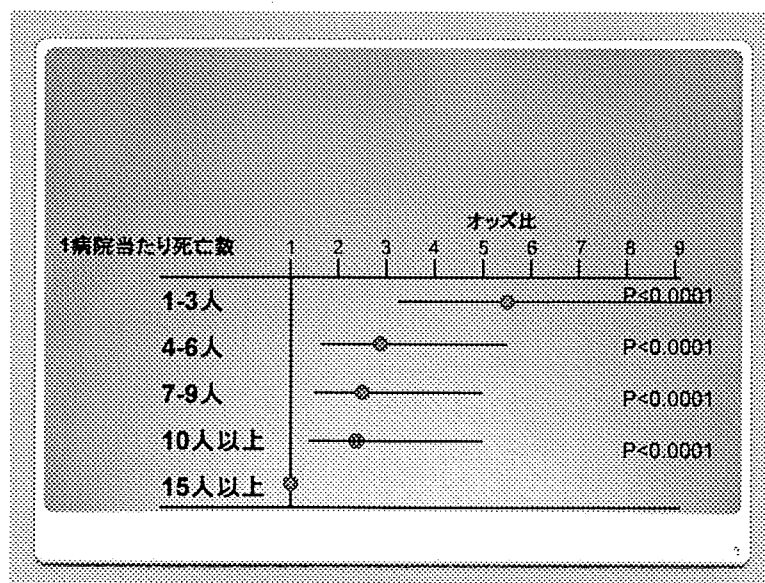 オッズ比
1病院当たり死亡数 1 2 3 4 5 6 7 8 9
1-3人 P<0.0001
4-6人 P<0.0001
7-9人 P<0.0001
10人以上 P<0.0001
15人以上